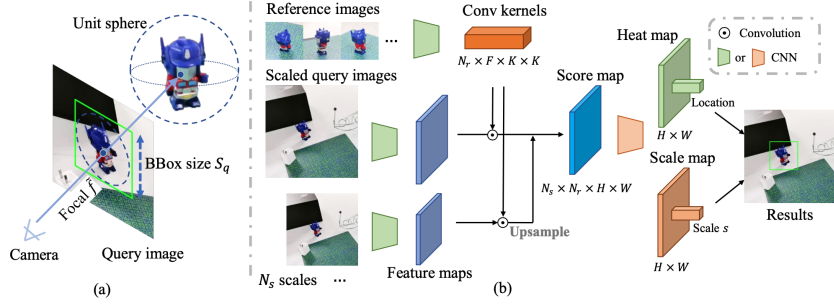 Unit sphere
BBox size S_q
Focal f̃
Camera
Query image
(a)
Reference images
Conv kernels
N_r × F × K × K
Scaled query images
Score map
N_s × N_r × H × W
Upsample
Feature maps
N_s scales
...
(b)
Heat map
Location
H × W
Scale map
Scale s
H × W
Convolution
or
CNN
Results